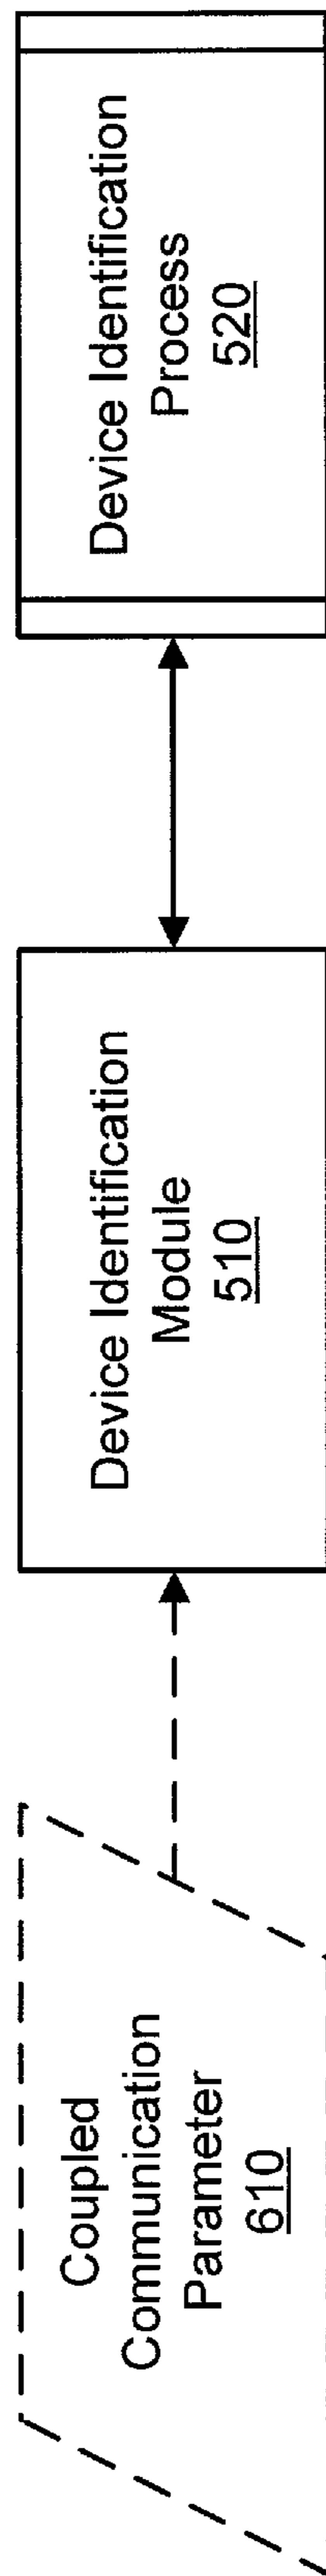 Coupled
Communication
Parameter
610
Device Identification
Module
510
Device Identification
Process
520